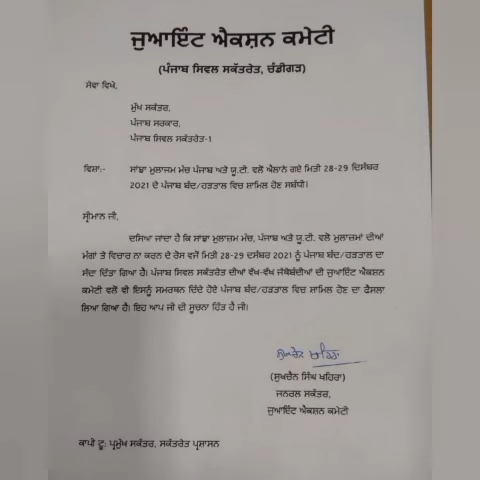 ਜੁਆਇੰਟ ਐਕਸ਼ਨ ਕਮੇਟੀ
(ਪੰਜਾਬ ਸਿਵਲ ਸਕੱਤਰੇਤ, ਚੰਡੀਗੜ)
ਸੇਵਾ ਵਿਖੇ,
ਮੁੱਖ ਸਕੱਤਰ,
ਪੰਜਾਬ ਸਰਕਾਰ,
ਪੰਜਾਬ ਸਿਵਲ ਸਕੱਤਰੇਤ-1
ਵਿਸ਼ਾ:- ਸਾਂਝਾ ਮੁਲਾਜਮ ਮੰਚ ਪੰਜਾਬ ਅਤੇ ਯੂ.ਟੀ. ਵਲੋਂ ਐਲਾਨੇ ਗਏ ਮਿਤੀ 28-29 ਦਿਸੰਬਰ
2021 ਦੇ ਪੰਜਾਬ ਬੰਦ/ਹੜਤਾਲ ਵਿਚ ਸ਼ਾਮਿਲ ਹੋਣ ਸਬੰਧੀ।
ਸ਼੍ਰੀਮਾਨ ਜੀ,
ਦਸਿਆ ਜਾਂਦਾ ਹੈ ਕਿ ਸਾਂਝਾ ਮੁਲਾਜ਼ਮ ਮੰਚ, ਪੰਜਾਬ ਅਤੇ ਯੂ.ਟੀ. ਵਲੋਂ ਮੁਲਾਜ਼ਮਾਂ ਦੀਆਂ
ਮੰਗਾਂ ਤੇ ਵਿਚਾਰ ਨਾ ਕਰਨ ਦੇ ਰੋਸ ਵਜੋਂ ਮਿਤੀ 28-29 ਦਸੰਬਰ 2021 ਨੂੰ ਪੰਜਾਬ ਬੰਦ/ਹੜਤਾਲ ਦਾ
ਸੱਦਾ ਦਿੱਤਾ ਗਿਆ ਹੈ। ਪੰਜਾਬ ਸਿਵਲ ਸਕੱਤਰੇਤ ਦੀਆਂ ਵੱਖ-ਵੱਖ ਜੱਥੇਬੰਦੀਆਂ ਦੀ ਜੁਆਇੰਟ ਐਕਸ਼ਨ
ਕਮੇਟੀ ਵਲੋਂ ਵੀ ਇਸਨੂੰ ਸਮਰਥਨ ਦਿੰਦੇ ਹੋਏ ਪੰਜਾਬ ਬੰਦ/ਹੜਤਾਲ ਵਿਚ ਸ਼ਾਮਿਲ ਹੋਣ ਦਾ ਫੈਸਲਾ
ਲਿਆ ਗਿਆ ਹੈ। ਇਹ ਆਪ ਜੀ ਦੀ ਸੂਚਨਾ ਹਿੱਤ ਹੈ ਜੀ।
ਸੁਖਚੈਨ ਖਹਿਰਾ
(ਸੁਖਚੈਨ ਸਿੰਘ ਖਹਿਰਾ)
ਜਨਰਲ ਸਕੱਤਰ,
ਜੁਆਇੰਟ ਐਕਸ਼ਨ ਕਮੇਟੀ
ਕਾਪੀ ਟੂ: ਪ੍ਰਮੁੱਖ ਸਕੱਤਰ, ਸਕੱਤਰੇਤ ਪ੍ਰਸ਼ਾਸਨ